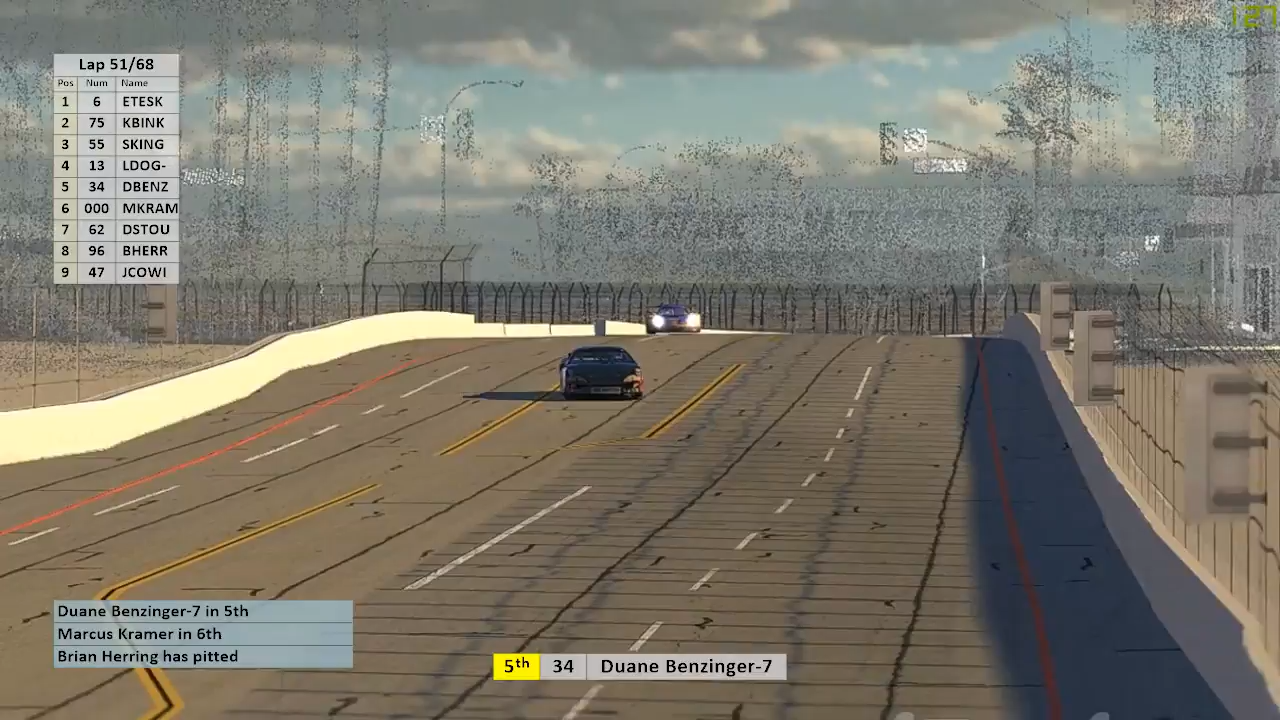 127
Lap 51/68
Pos Num Name
1 6 ETESK
2 75 KBINK
3 55 SKING
4 13 LDOG-
5 34 DBENZ
6 000 MKRAM
7 62 DSTOU
8 96 BHERR
9 47 JCOWI
Duane Benzinger-7 in 5th
Marcus Kramer in 6th
Brian Herring has pitted
5th 34 Duane Benzinger-7